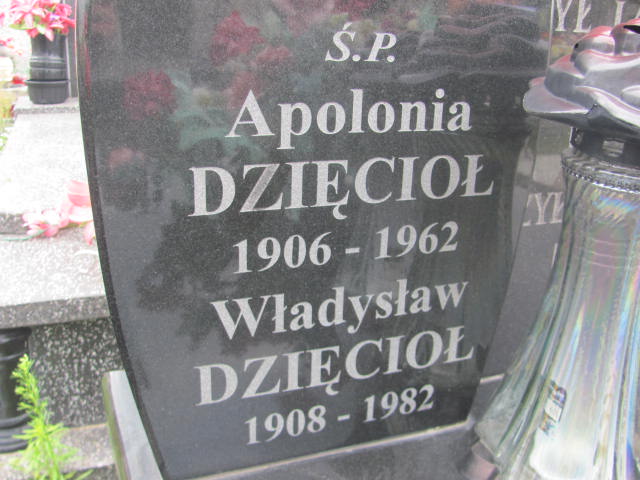 Ś.P.
Apolonia
DZIĘCIOŁ
1906 - 1962
Władysław
DZIĘCIOŁ
1908 - 1982